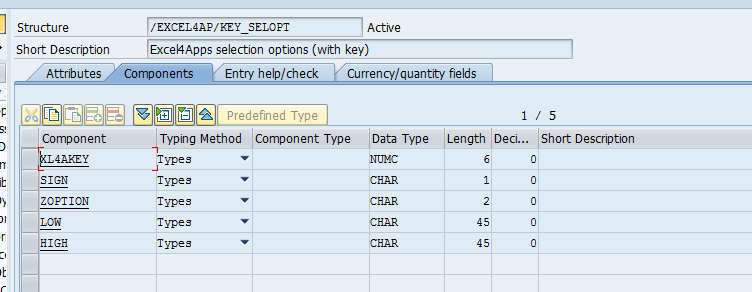 Structure /EXCEL4AP/KEY_SELOPT Active
Short Description Excel4Apps selection options (with key)
Attributes Components Entry help/check Currency/quantity fields
Predefined Type 1 / 5
Component Typing Method Component Type Data Type Length Deci... Short Description
XL4AKEY Types NUMC 6 0
SIGN Types CHAR 1 0
ZOPTION Types CHAR 2 0
LOW Types CHAR 45 0
HIGH Types CHAR 45 0